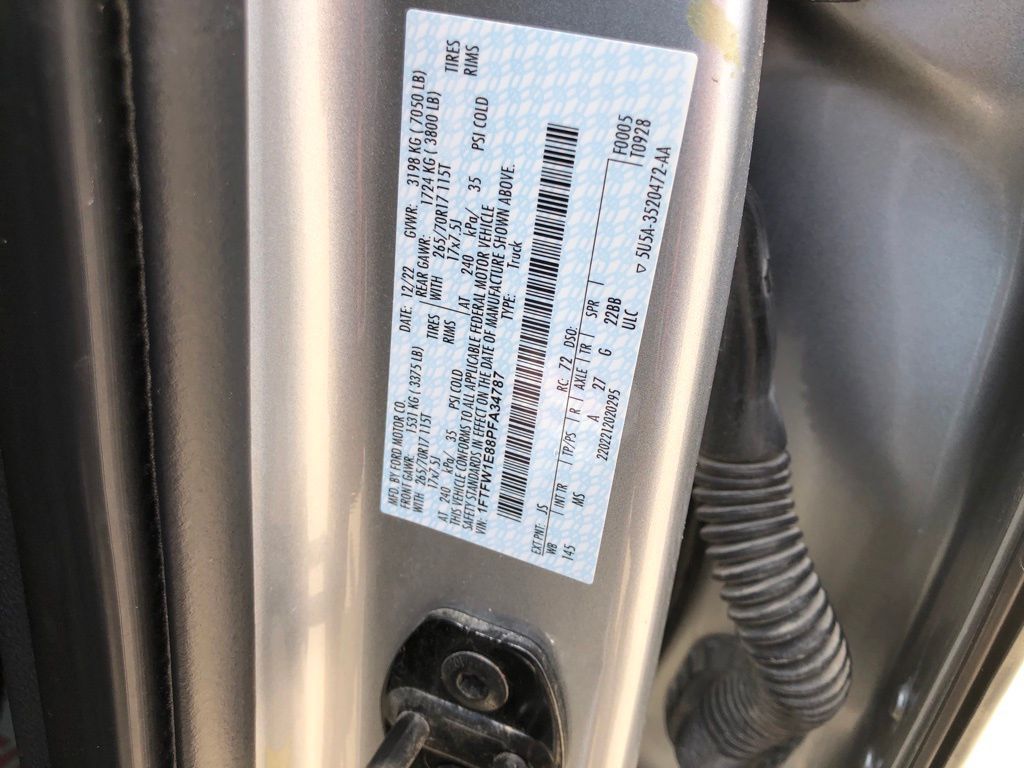 MFD. BY FORD MOTOR CO.
DATE: 12/22 GVWR: 3198 KG ( 7050 LB)
FRONT GAWR: 1531 KG ( 3375 LB) REAR GAWR: 1724 KG ( 3800 LB)
WITH 265/70R17 115T TIRES WITH 265/70R17 115T TIRES
17x7.5J RIMS 17x7.5J RIMS
AT 240 kPa/ 35 PSI COLD AT 240 kPa/ 35 PSI COLD
THIS VEHICLE CONFORMS TO ALL APPLICABLE FEDERAL MOTOR VEHICLE
SAFETY STANDARDS IN EFFECT ON THE DATE OF MANUFACTURE SHOWN ABOVE.
VIN: 1FTFW1E88PFA34787 TYPE: Truck
F0005
T0928
EXT PNT: JS RC: 72 DSO:
WB INT TR TP/PS R AXLE TR SPR
145 MS A 27 G 22BB
ULC
2202212020295
▽ 5U5A-3520472-AA